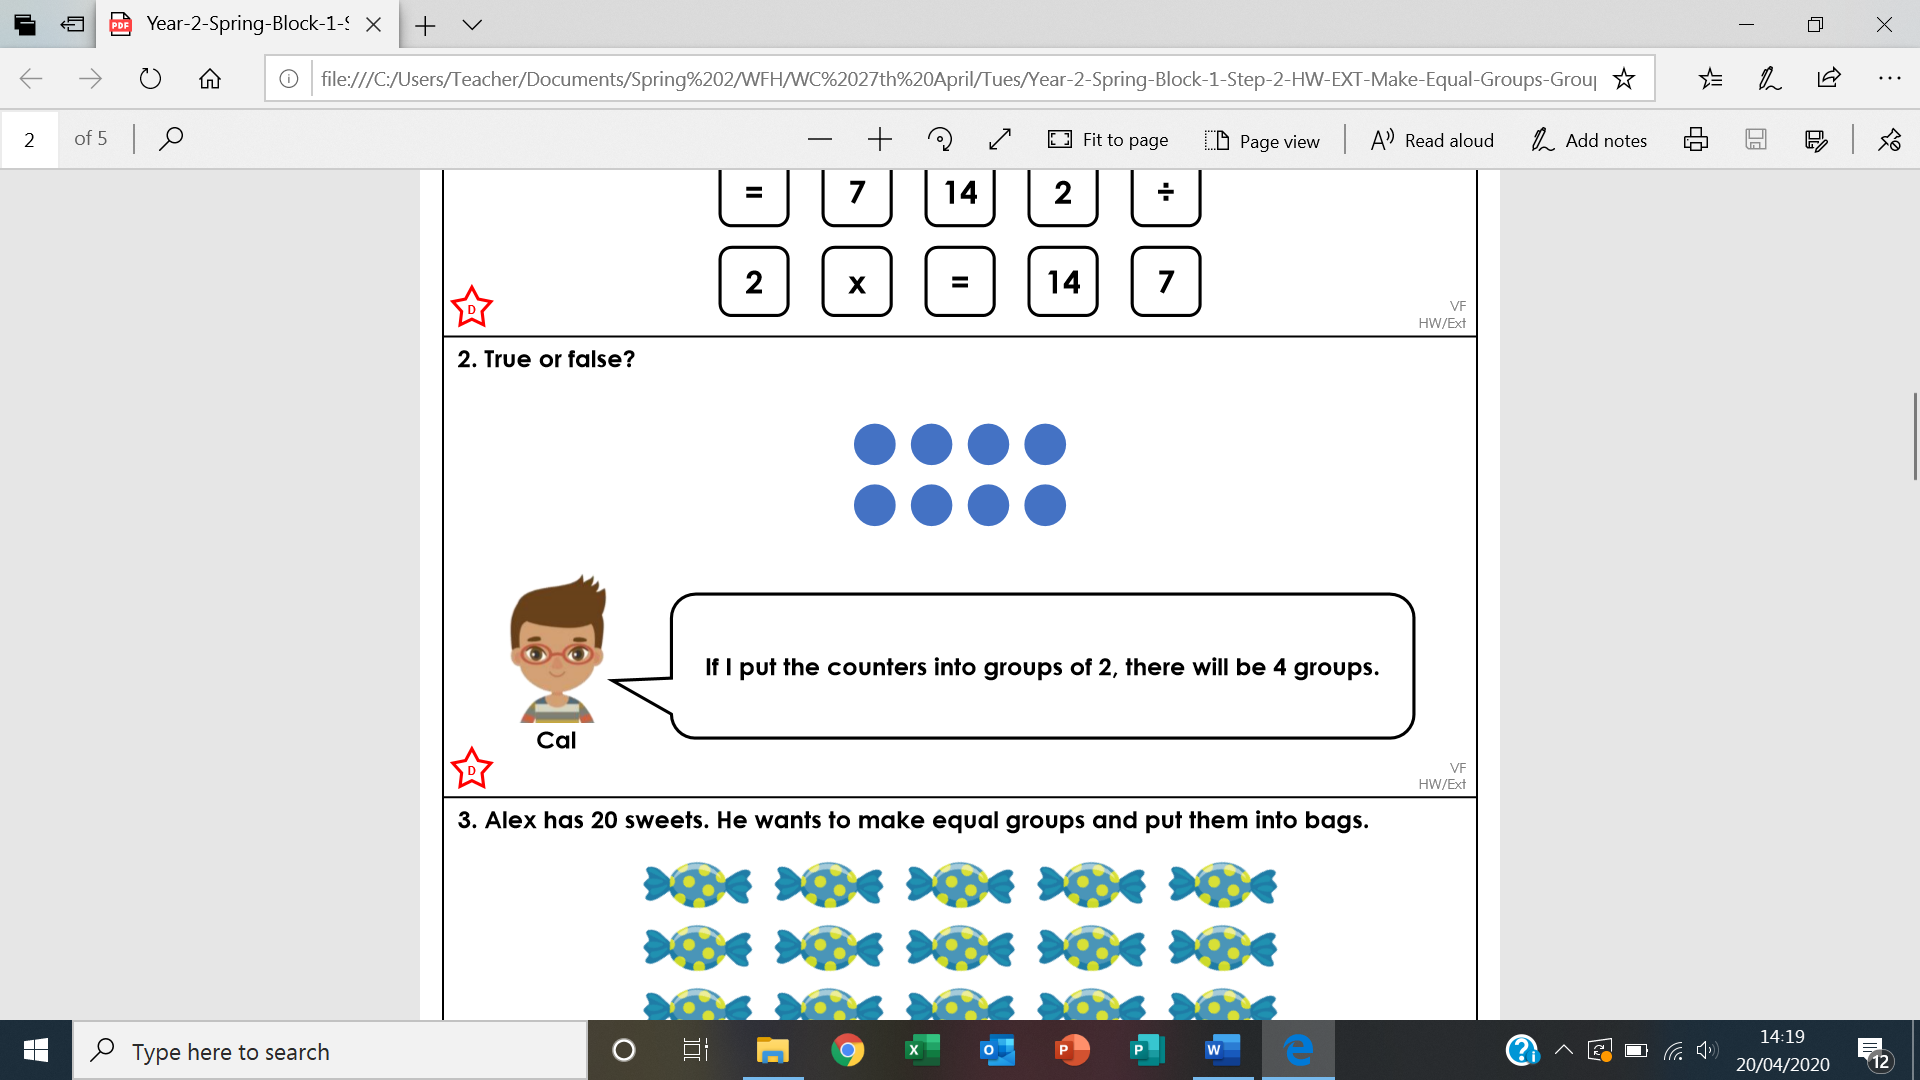 Year-2-Spring-Block-1-S
file:///C:/Users/Teacher/Documents/Spring%202/WFH/WC%2027th%20April/Tues/Year-2-Spring-Block-1-Step-2-HW-EXT-Make-Equal-Groups-Group
2 of 5
Fit to page
Page view
Read aloud
Add notes
= 7 14 2 ÷
2 x = 14 7
D
VF
HW/Ext
2. True or false?
If I put the counters into groups of 2, there will be 4 groups.
Cal
D
VF
HW/Ext
3. Alex has 20 sweets. He wants to make equal groups and put them into bags.
Type here to search
14:19
20/04/2020
12